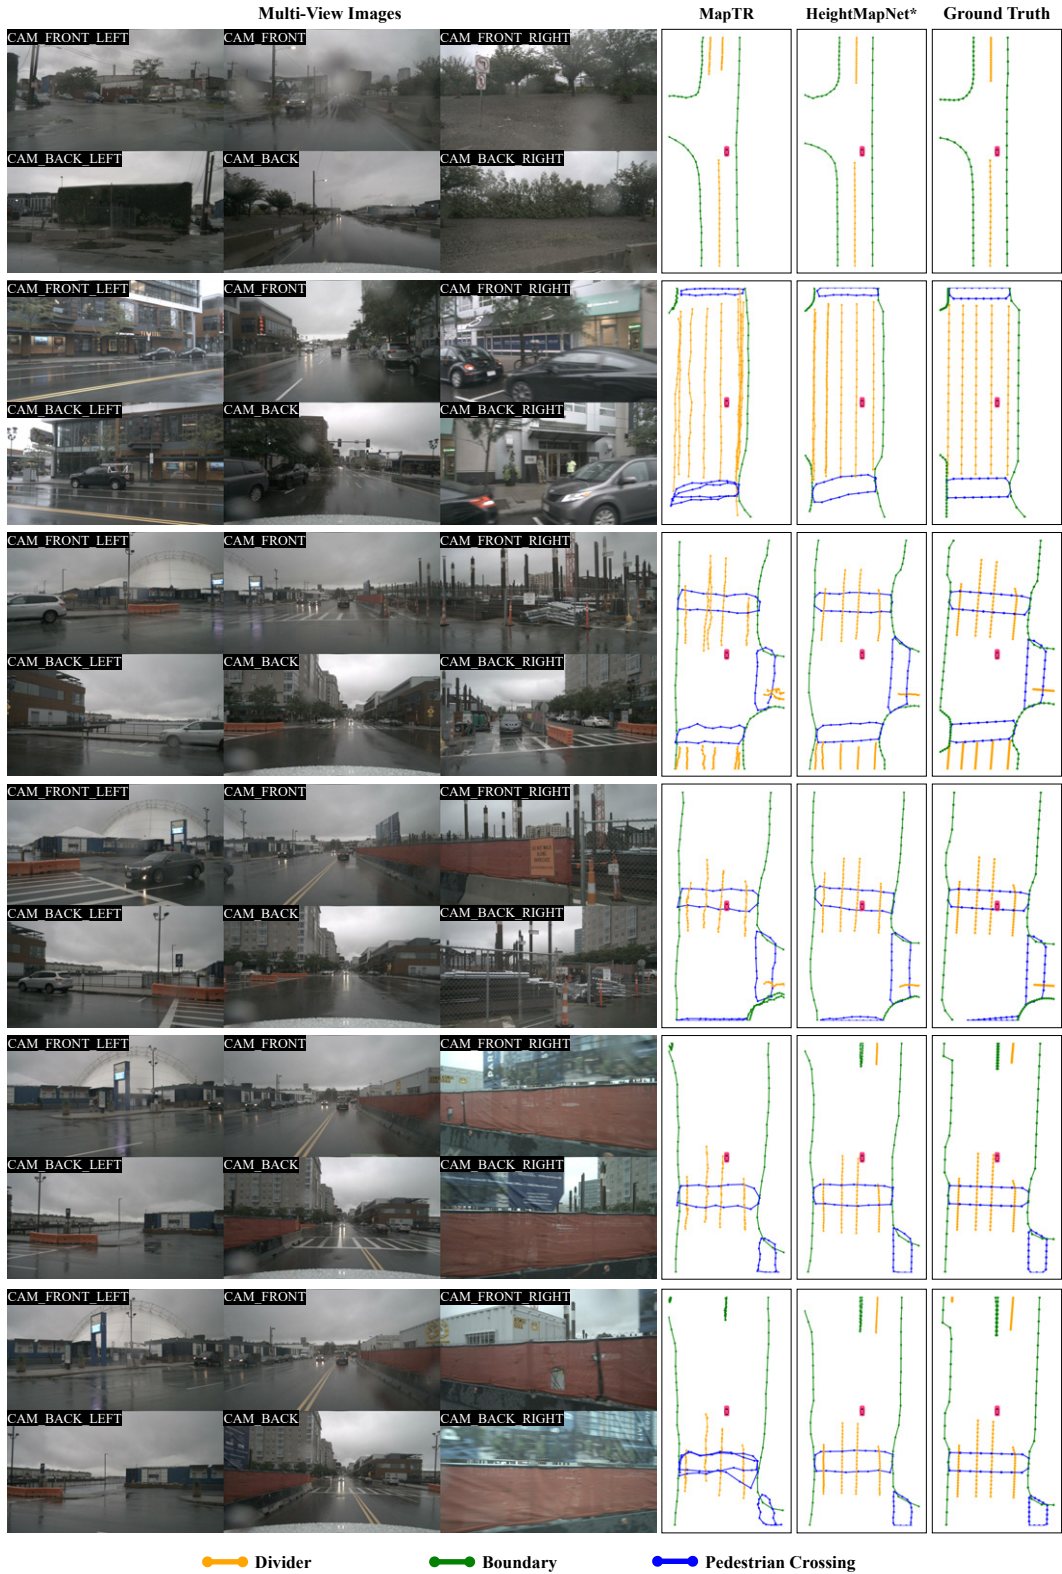 Multi-View Images MapTR HeightMapNet* Ground Truth
CAM_FRONT_LEFT CAM_FRONT CAM_FRONT_RIGHT
CAM_BACK_LEFT CAM_BACK CAM_BACK_RIGHT
CAM_FRONT_LEFT CAM_FRONT CAM_FRONT_RIGHT
CAM_BACK_LEFT CAM_BACK CAM_BACK_RIGHT
CAM_FRONT_LEFT CAM_FRONT CAM_FRONT_RIGHT
CAM_BACK_LEFT CAM_BACK CAM_BACK_RIGHT
CAM_FRONT_LEFT CAM_FRONT CAM_FRONT_RIGHT
CAM_BACK_LEFT CAM_BACK CAM_BACK_RIGHT
CAM_FRONT_LEFT CAM_FRONT CAM_FRONT_RIGHT
CAM_BACK_LEFT CAM_BACK CAM_BACK_RIGHT
CAM_FRONT_LEFT CAM_FRONT CAM_FRONT_RIGHT
CAM_BACK_LEFT CAM_BACK CAM_BACK_RIGHT
Divider Boundary Pedestrian Crossing